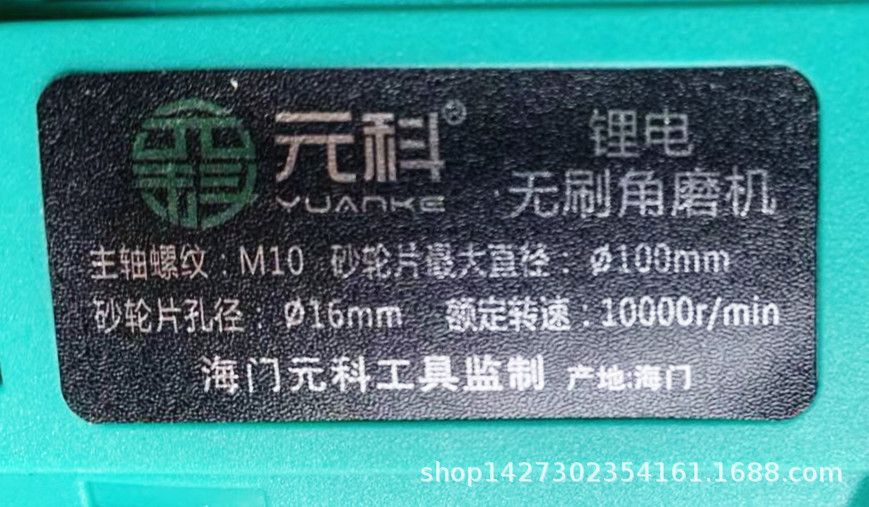 元科®
YUANKE
锂电
无刷角磨机
主轴螺纹：M10 砂轮片最大直径：Ø100mm
砂轮片孔径：Ø16mm 额定转速：10000r/min
海门元科工具监制 产地:海门
shop1427302354161.1688.com